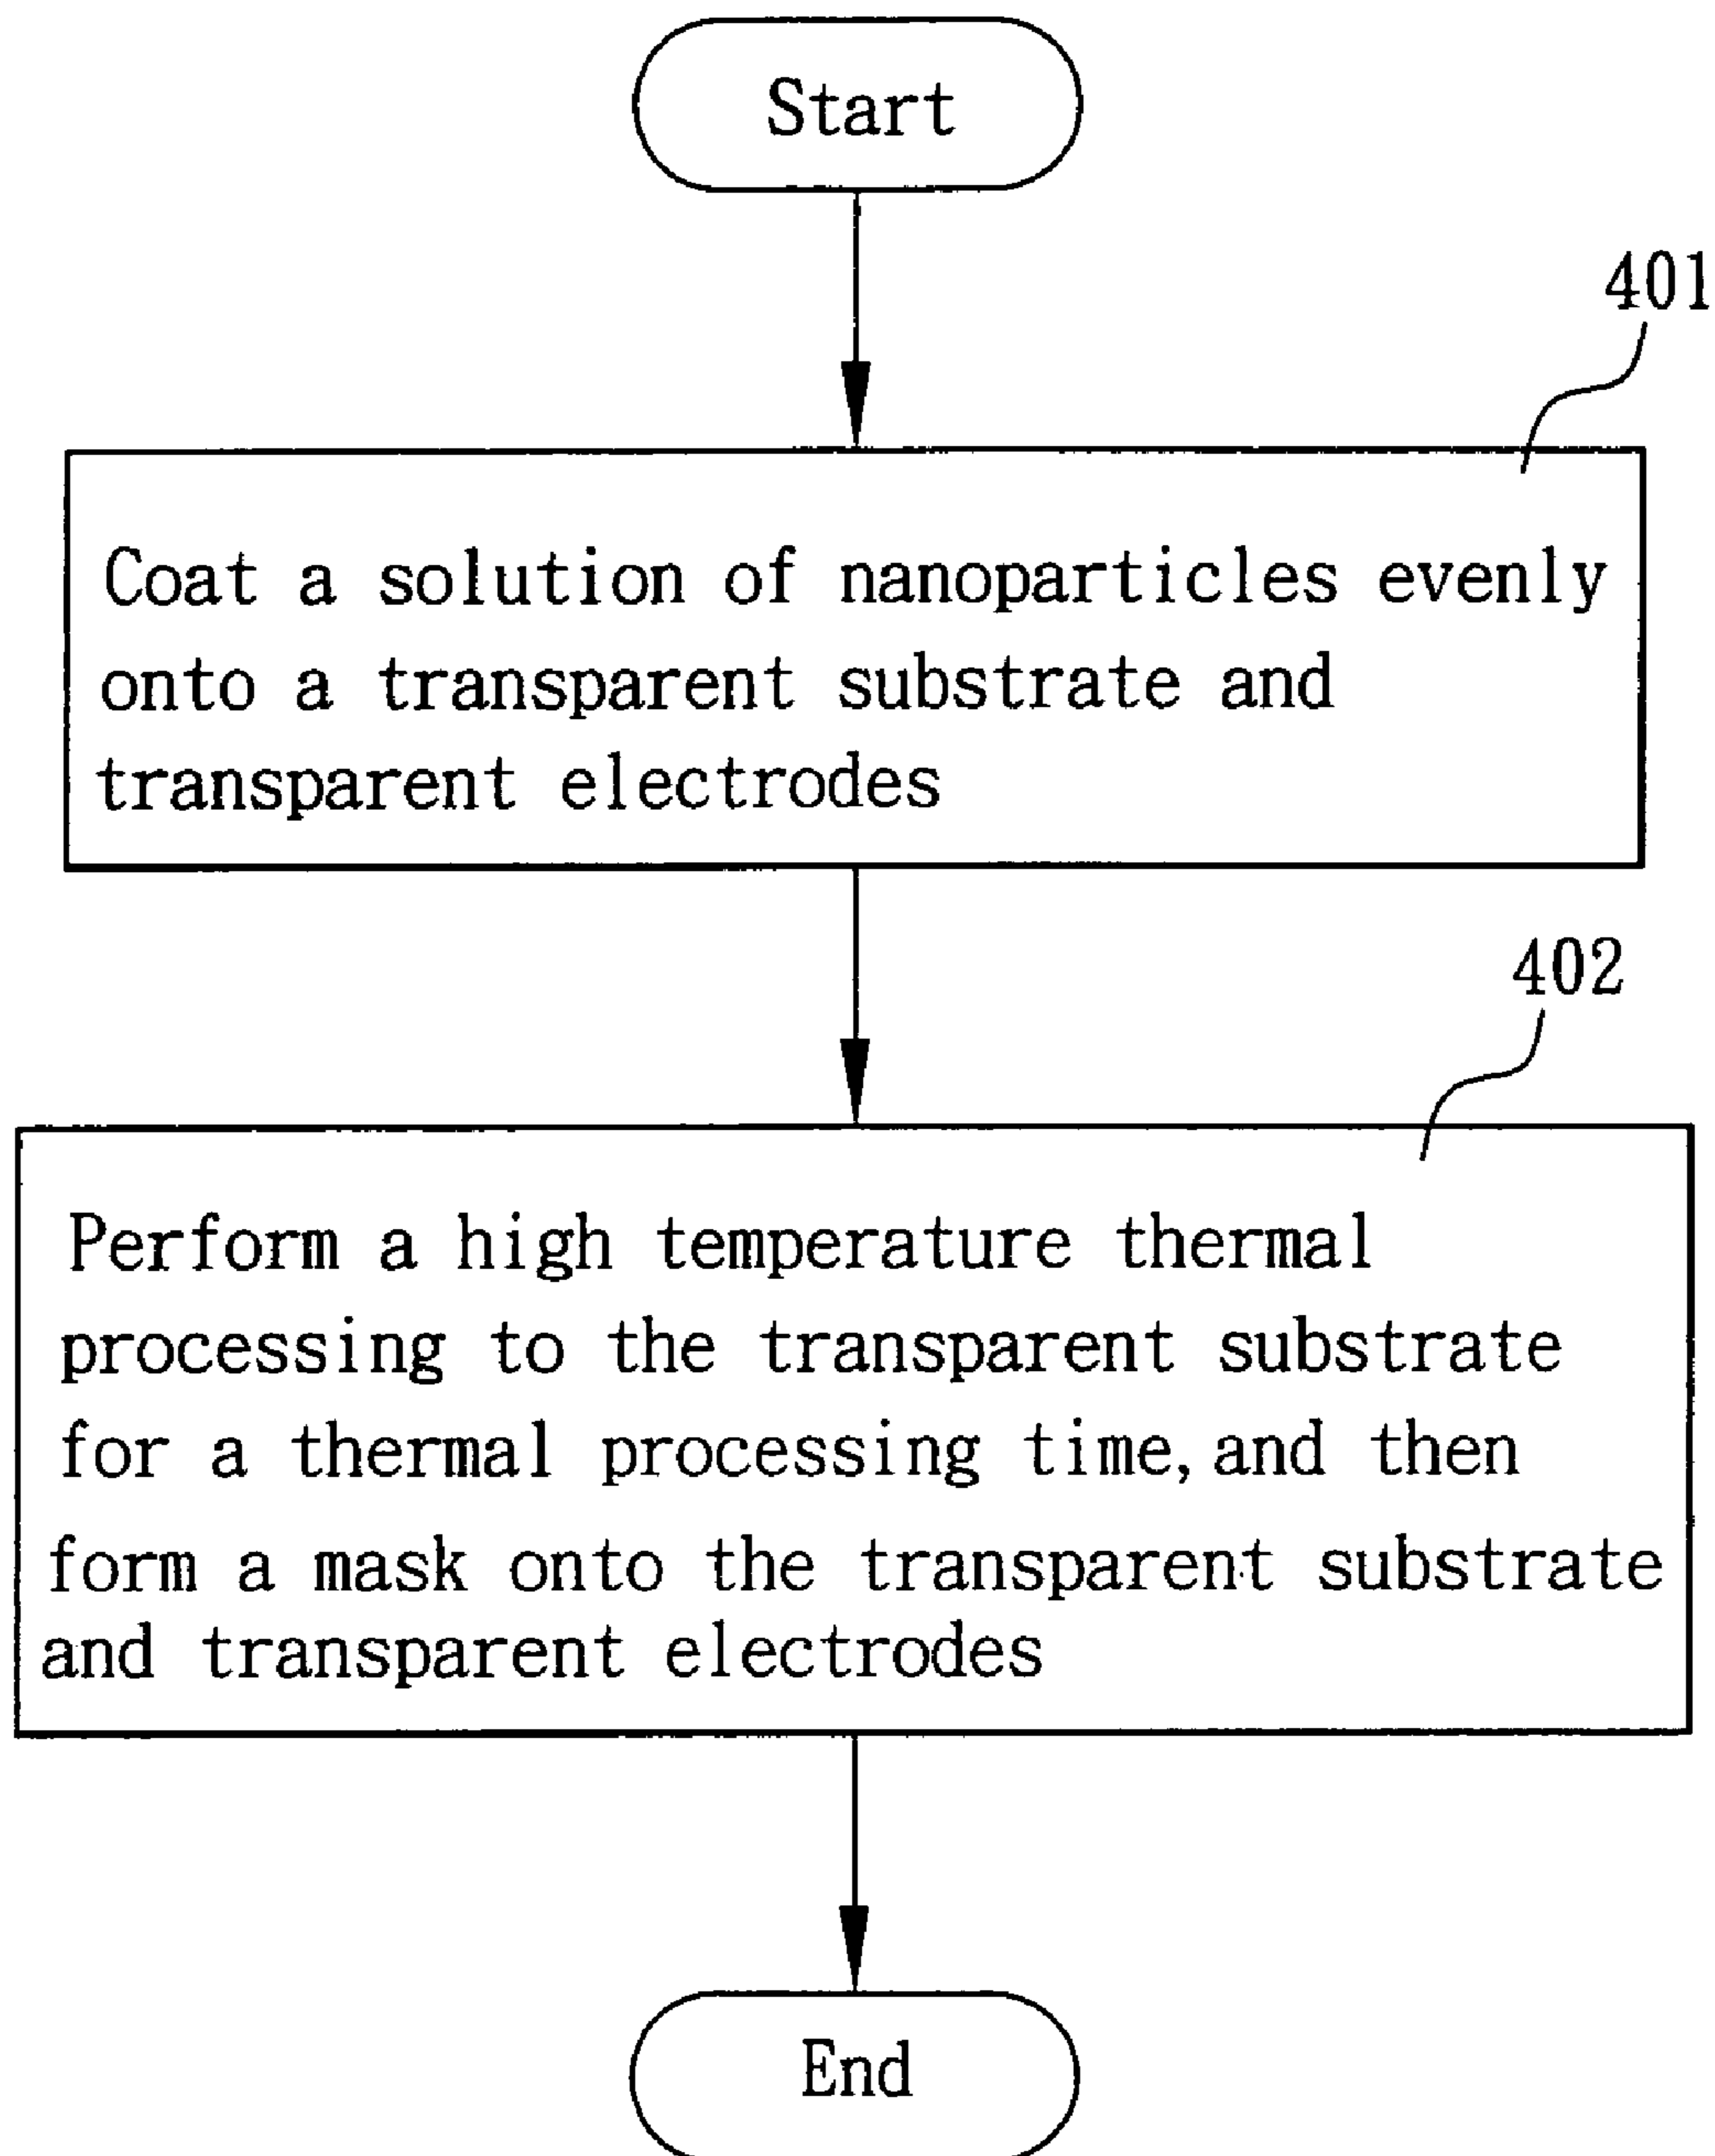 Start
401
Coat a solution of nanoparticles evenly
onto a transparent substrate and
transparent electrodes
402
Perform a high temperature thermal
processing to the transparent substrate
for a thermal processing time, and then
form a mask onto the transparent substrate
and transparent electrodes
End